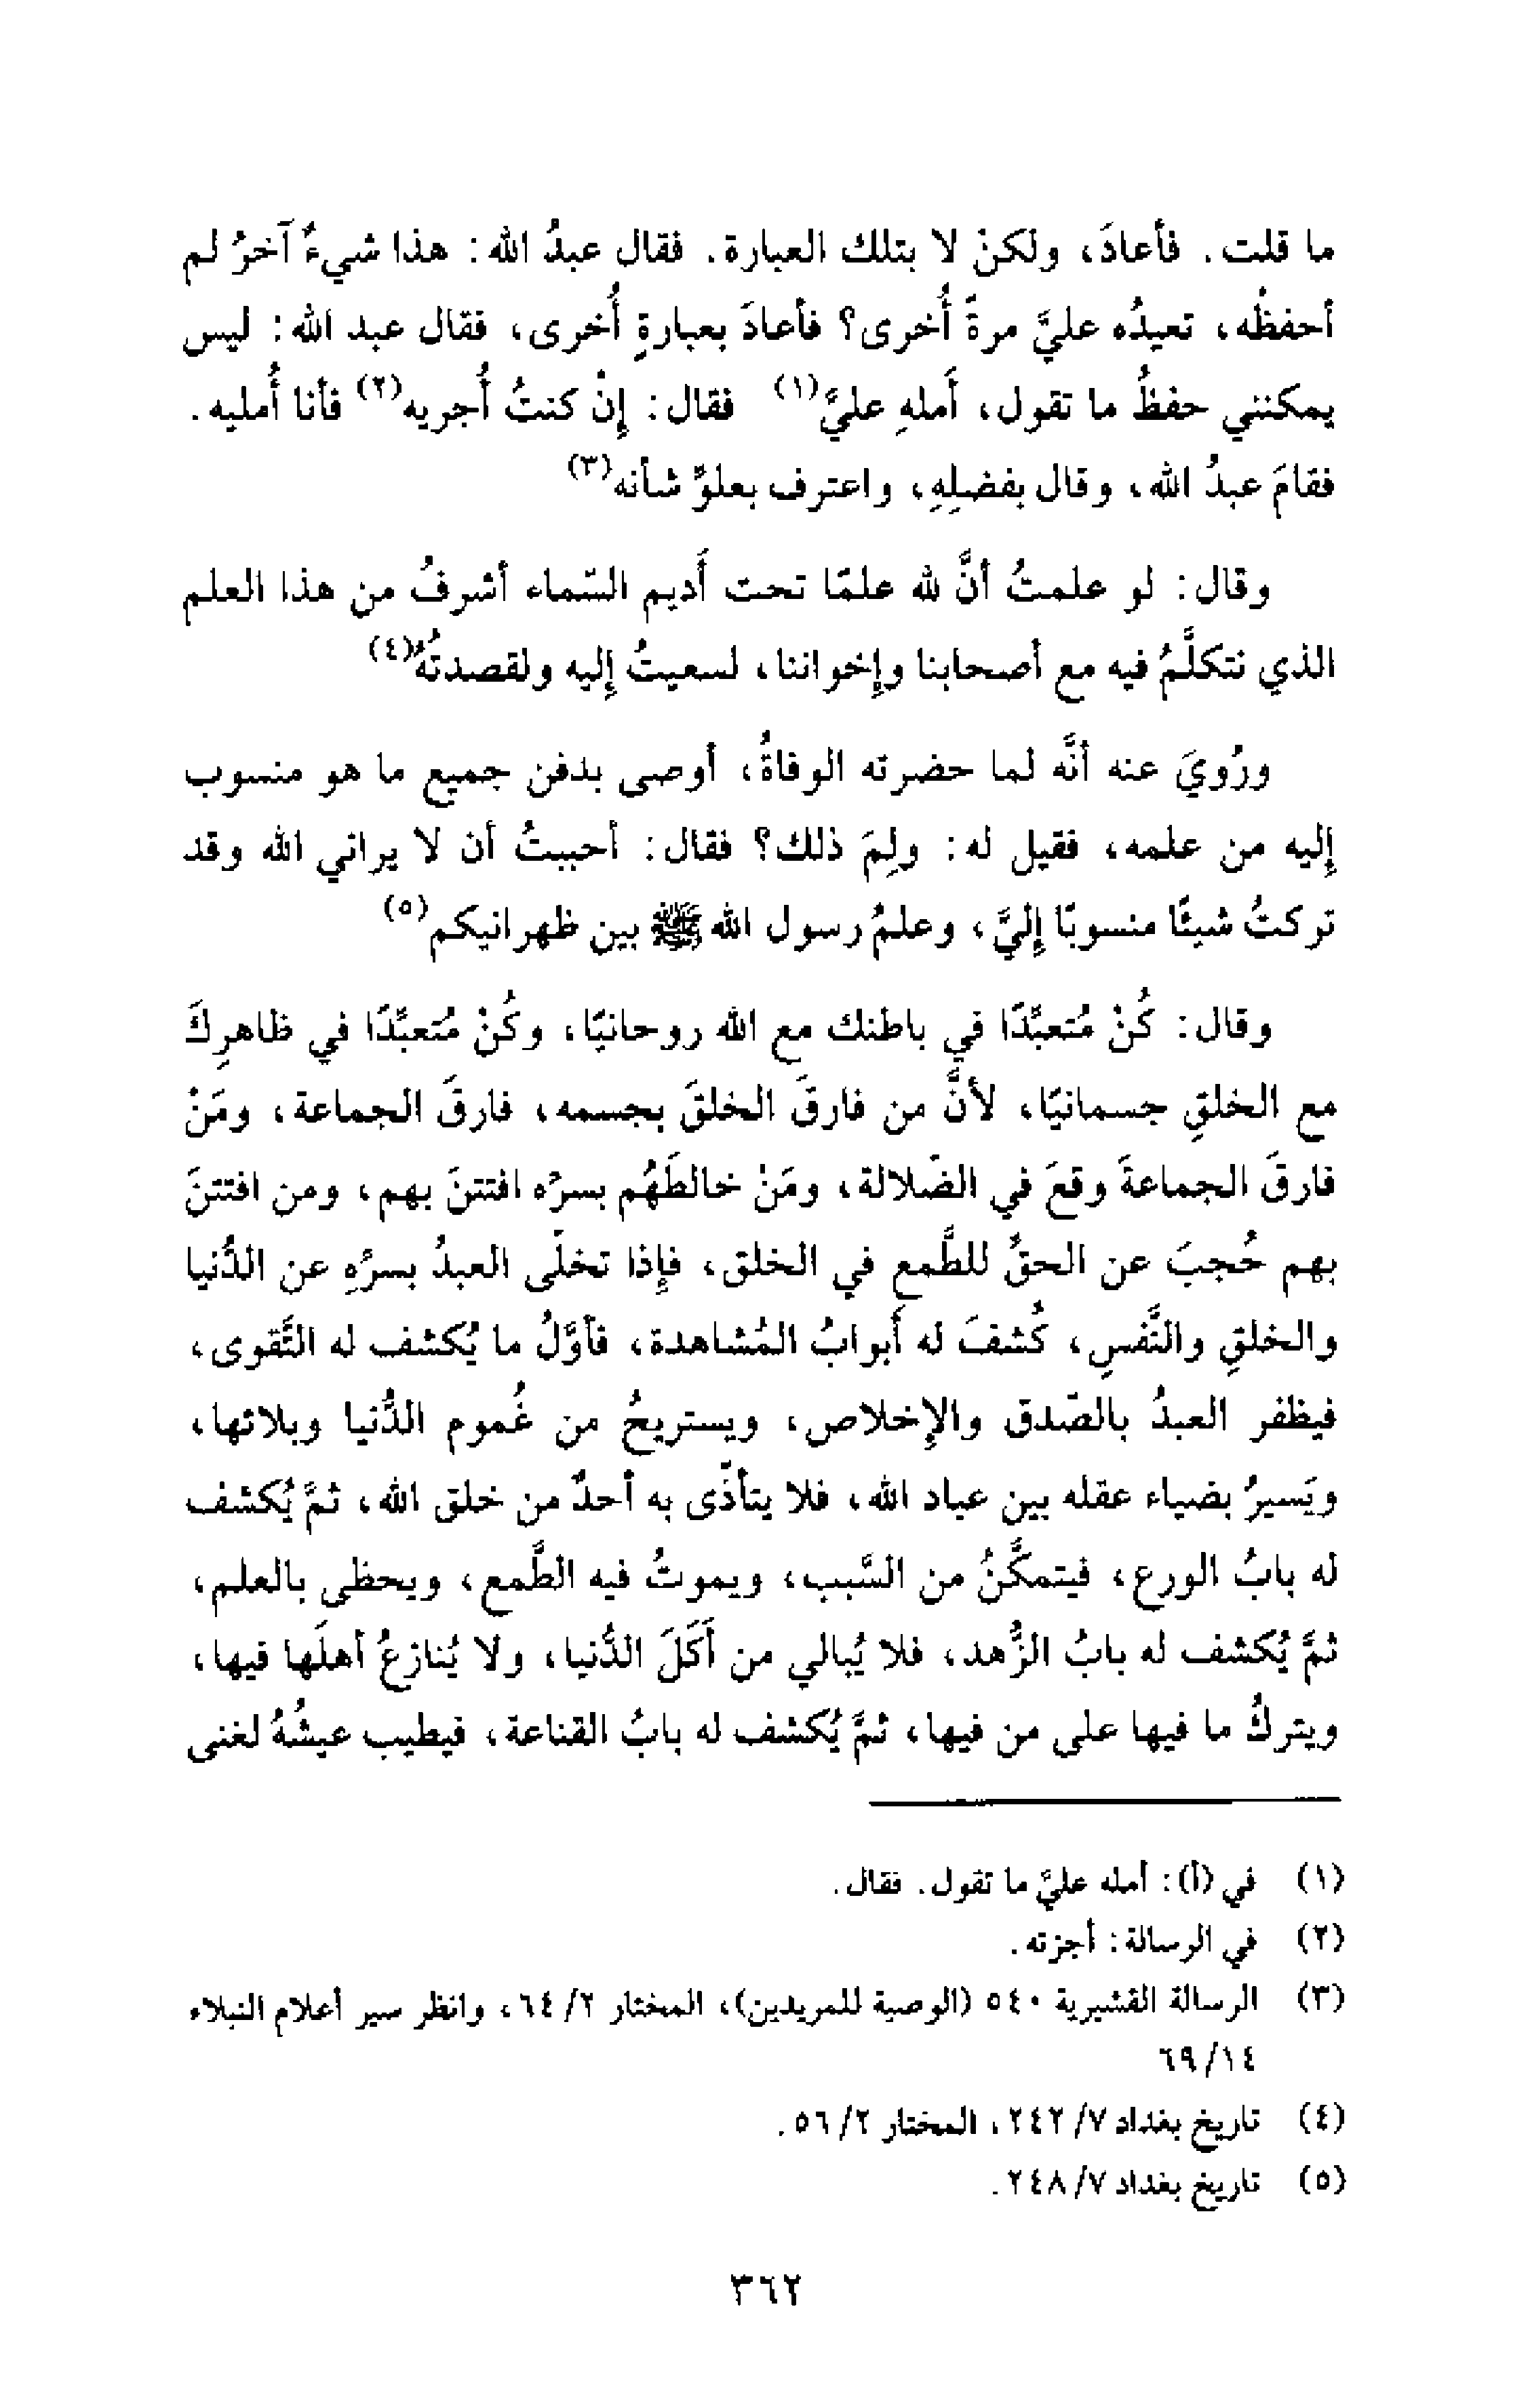 ما قلت. فأعادَ، ولكنْ لا بتلك العبارة. فقال عبدُ الله: هذا شيءٌ آخرُ لم
أحفظْه، تعيدُه عليَّ مرةً أُخرى؟ فأعادَ بعبارةٍ أُخرى، فقال عبد الله: ليس
يمكنني حفظُ ما تقول، أَملهِ عليَّ(١) فقال: إِنْ كنتُ أُجريه(٢) فأنا أُمليه.
فقامَ عبدُ الله، وقال بفضلِهِ، واعترف بعلوِّ شأنه(٣)
وقال: لو علمتُ أنَّ لله علمًا تحت أَديم السّماء أشرفُ من هذا العلم
الذي نتكلَّمُ فيه مع أصحابنا وإخواننا، لسعيتُ إليه ولقصدتُهُ(٤)
ورُويَ عنه أنَّه لما حضرته الوفاةُ، أوصى بدفن جميع ما هو منسوب
إليه من علمه، فقيل له: ولِمَ ذلك؟ فقال: أحببتُ أن لا يراني الله وقد
تركتُ شيئًا منسوبًا إليَّ، وعلمُ رسول الله ﷺ بين ظهرانيكم(٥)
وقال: كُنْ مُتعبِّدًا في باطنك مع الله روحانيًا، وكُنْ مُتعبِّدًا في ظاهرِكَ
مع الخلقِ جسمانيًا، لأنَّ من فارقَ الخلقَ بجسمه، فارقَ الجماعة، ومَنْ
فارقَ الجماعةَ وقعَ في الضّلالة، ومَنْ خالطَهُم بسرِّه افتتنَ بهم، ومن افتتنَ
بهم حُجبَ عن الحقِّ للطَّمع في الخلق، فإذا تخلّى العبدُ بسرِّهِ عن الدُّنيا
والخلقِ والنَّفسِ، كُشفَ له أَبوابُ المُشاهدة، فأوَّلُ ما يُكشف له التَّقوى،
فيظفر العبدُ بالصّدق والإخلاص، ويستريحُ من غُموم الدُّنيا وبلائها،
ويَسيرُ بضياء عقله بين عباد الله، فلا يتأذّى به أحدٌ من خلق الله، ثمَّ يُكشف
له بابُ الورع، فيتمكَّنُ من السَّبب، ويموتُ فيه الطَّمع، ويحظى بالعلم،
ثمَّ يُكشف له بابُ الزُّهد، فلا يُبالي من أَكَلَ الدُّنيا، ولا يُنازعُ أهلَها فيها،
ويتركُ ما فيها على من فيها، ثمَّ يُكشف له بابُ القناعة، فيطيب عيشُهُ لغنى
(١) في (أ): أمله عليَّ ما تقول. فقال.
(٢) في الرسالة: أجزته.
(٣) الرسالة القشيرية ٥٤٠ (الوصية للمريدين)، المختار ٢/ ٦٤، وانظر سير أعلام النبلاء
٦٩/١٤
(٤) تاريخ بغداد ٧/ ٢٤٢، المختار ٢/ ٥٦.
(٥) تاريخ بغداد ٧/ ٢٤٨.
٣٦٢